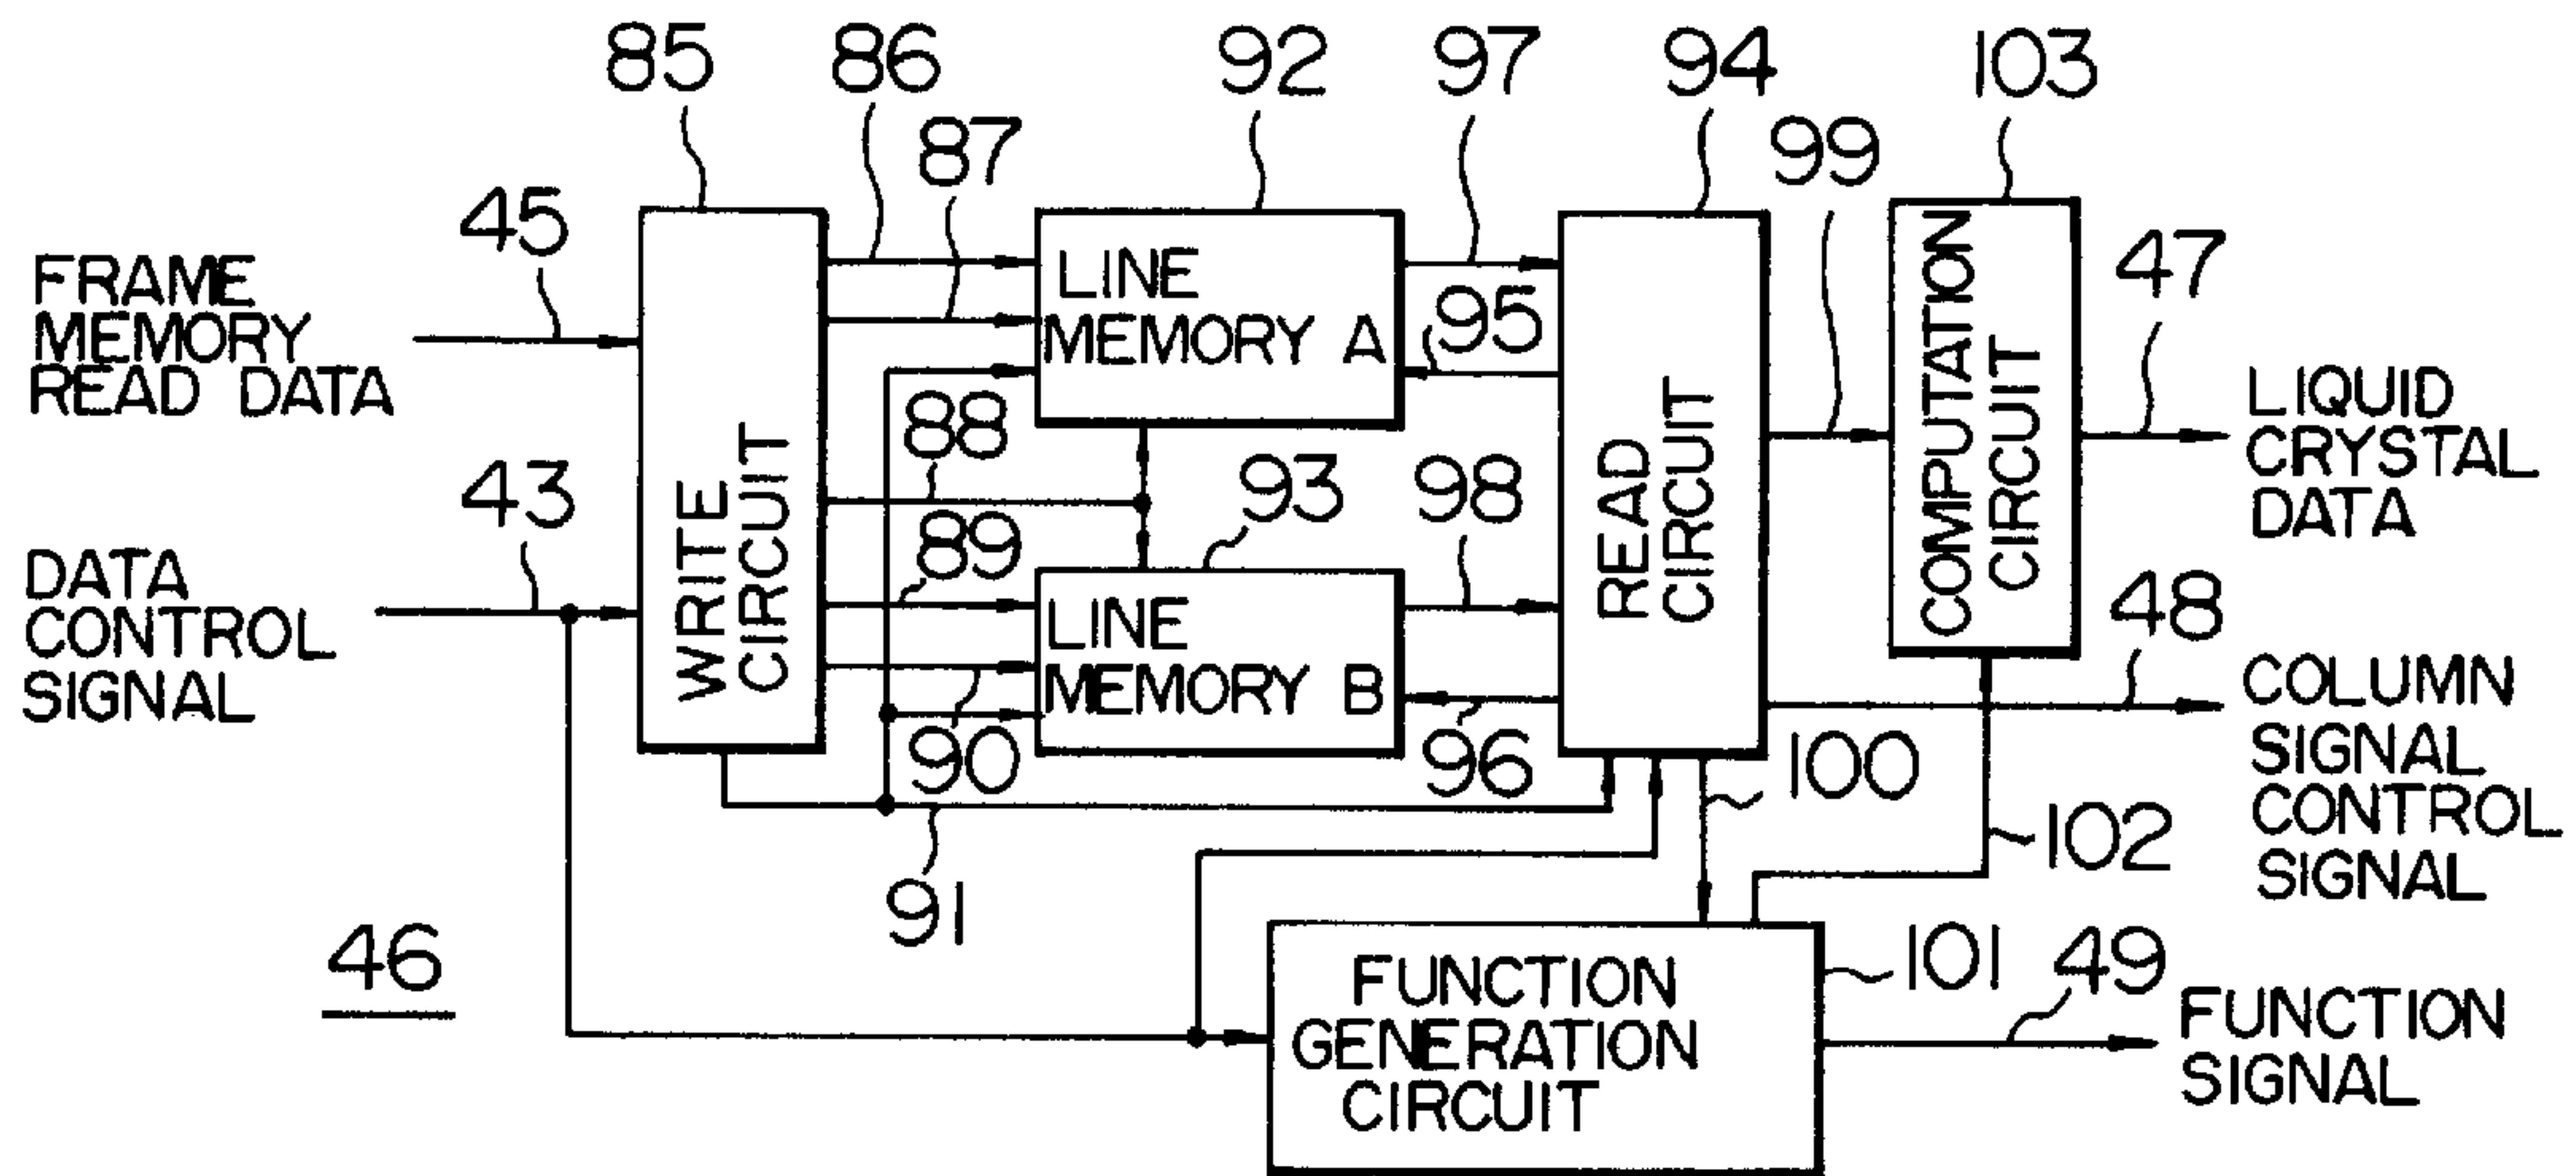 85
86
92
97
94
103
87
99
45
47
FRAME
MEMORY
READ DATA
LINE
MEMORY A
95
COMPUTATION
CIRCUIT
LIQUID
CRYSTAL
DATA
88
43
93
98
READ
CIRCUIT
WRITE
CIRCUIT
89
48
DATA
CONTROL
SIGNAL
LINE
MEMORY B
90
96
100
COLUMN
SIGNAL
CONTROL
SIGNAL
102
91
46
101
49
FUNCTION
GENERATION
CIRCUIT
FUNCTION
SIGNAL